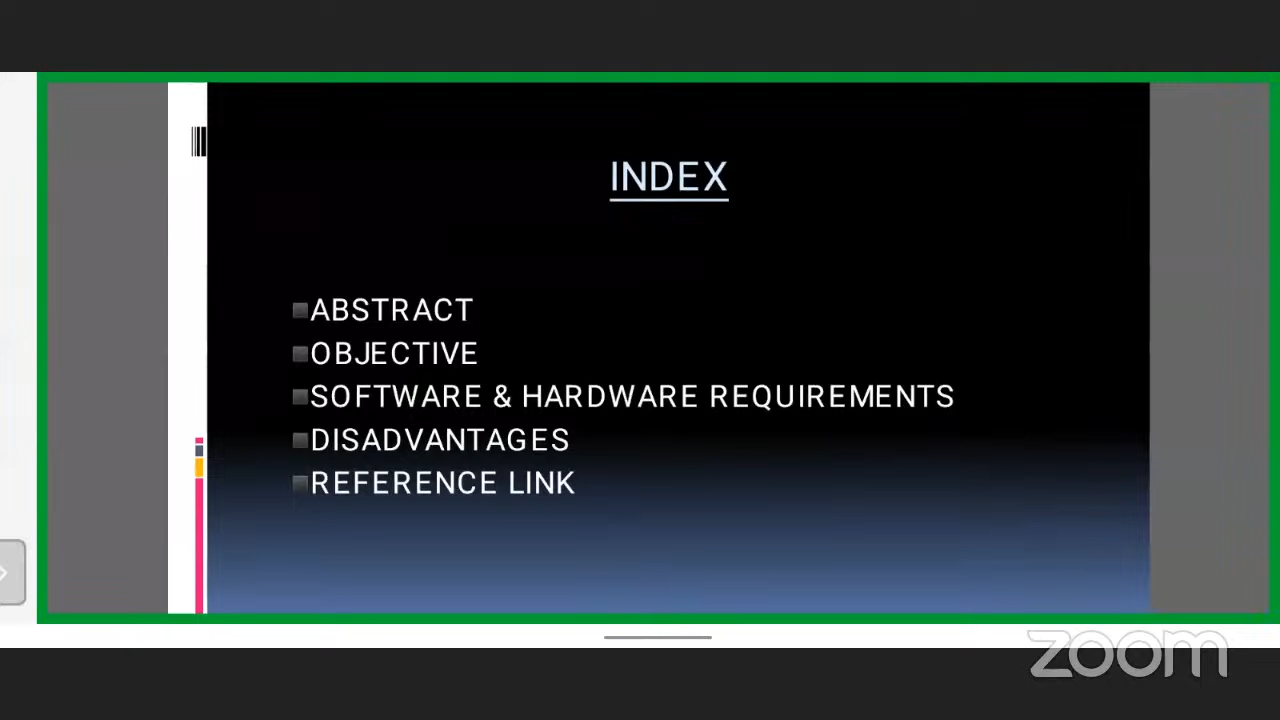 INDEX
ABSTRACT
OBJECTIVE
SOFTWARE & HARDWARE REQUIREMENTS
DISADVANTAGES
REFERENCE LINK
zoom